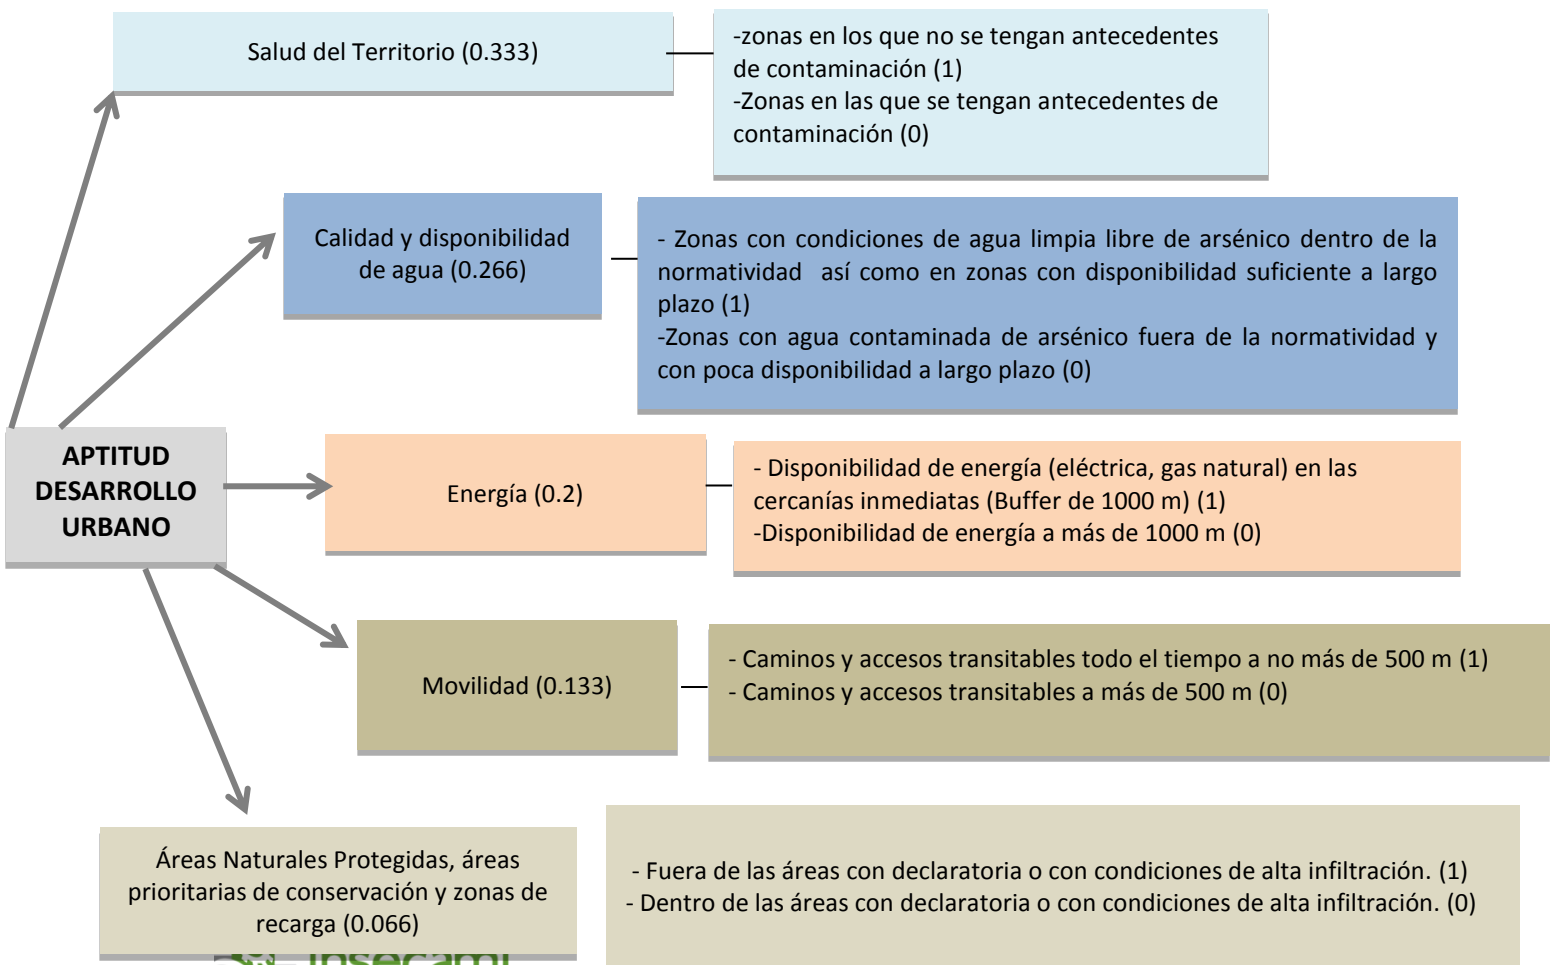 Salud del Territorio (0.333)
-zonas en los que no se tengan antecedentes
de contaminación (1)
-Zonas en las que se tengan antecedentes de
contaminación (0)
Calidad y disponibilidad
de agua (0.266)
- Zonas con condiciones de agua limpia libre de arsénico dentro de la
normatividad así como en zonas con disponibilidad suficiente a largo
plazo (1)
-Zonas con agua contaminada de arsénico fuera de la normatividad y
con poca disponibilidad a largo plazo (0)
APTITUD
DESARROLLO
URBANO
Energía (0.2)
- Disponibilidad de energía (eléctrica, gas natural) en las
cercanías inmediatas (Buffer de 1000 m) (1)
-Disponibilidad de energía a más de 1000 m (0)
Movilidad (0.133)
- Caminos y accesos transitables todo el tiempo a no más de 500 m (1)
- Caminos y accesos transitables a más de 500 m (0)
Áreas Naturales Protegidas, áreas
prioritarias de conservación y zonas de
recarga (0.066)
- Fuera de las áreas con declaratoria o con condiciones de alta infiltración. (1)
- Dentro de las áreas con declaratoria o con condiciones de alta infiltración. (0)